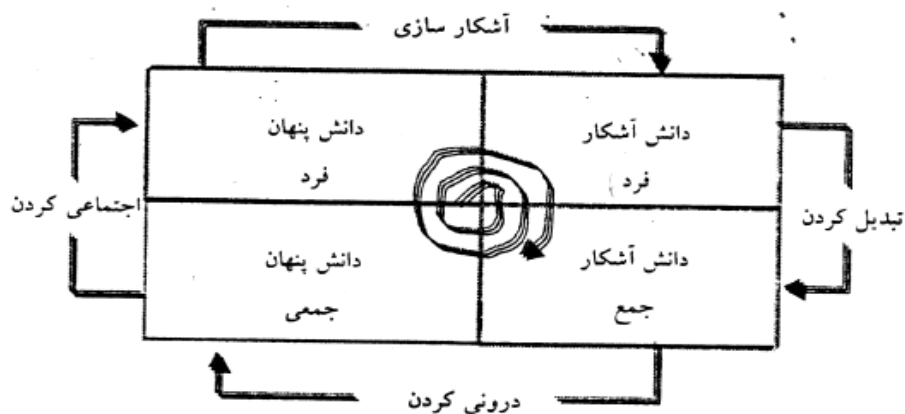 آشکار سازی
دانش آشکار
فرد
دانش پنهان
فرد
تبدیل کردن
اجتماعی کردن
دانش آشکار
جمع
دانش پنهان
جمعی
درونی کردن